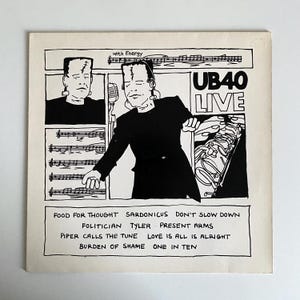 with Energy
UB40
LIVE
FOOD FOR THOUGHT SARDONICUS DON'T SLOW DOWN
FOLITICIAN TYLER PRESENT ARMS
PIPER CALLS THE TUNE LOVE IS ALL IS ALRIGHT
BURDEN OF SHAME ONE IN TEN